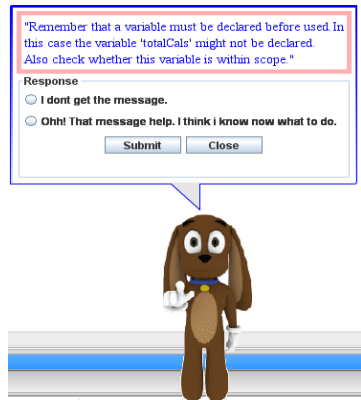 "Remember that a variable must be declared before used.In
this case the variable 'totalCals' might not be declared.
Also check whether this variable is within scope."
Response
I dont get the message.
Ohh! That message help. I think i know now what to do.
Submit Close